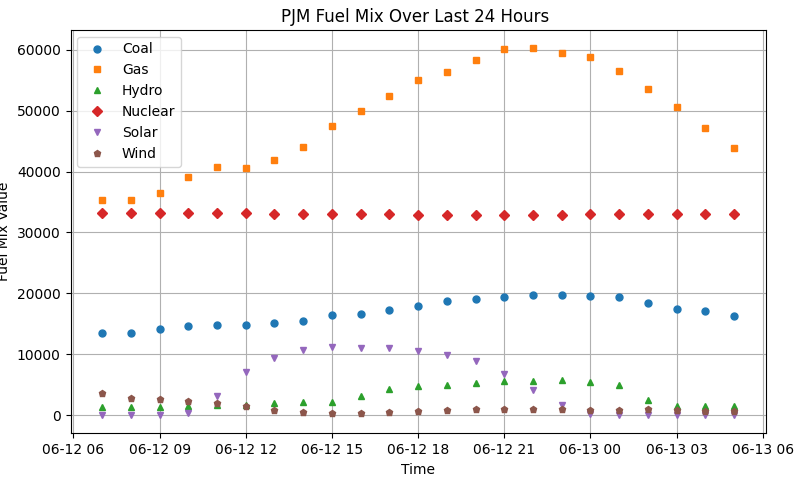 PJM Fuel Mix Over Last 24 Hours
Coal
Gas
Hydro
Nuclear
Solar
Wind
60000
50000
40000
30000
20000
10000
0
Fuel Mix Value
06-12 06
06-12 09
06-12 12
06-12 15
06-12 18
06-12 21
06-13 00
06-13 03
06-13 06
Time